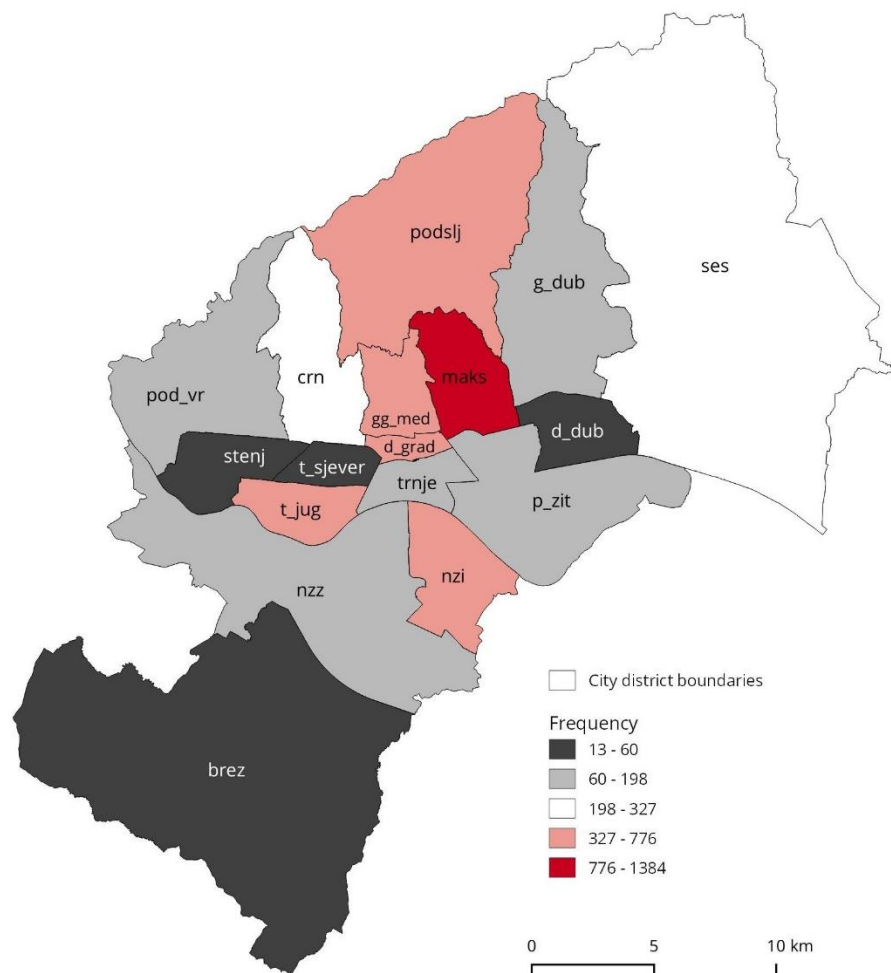 podslj
ses
g_dub
crn
maks
pod_vr
gg_med
d_dub
d_grad
stenj
t_sjever
trnje
p_zit
t_jug
nzi
nzz
City district boundaries
Frequency
13 - 60
60 - 198
198 - 327
327 - 776
776 - 1384
brez
0 5 10 km